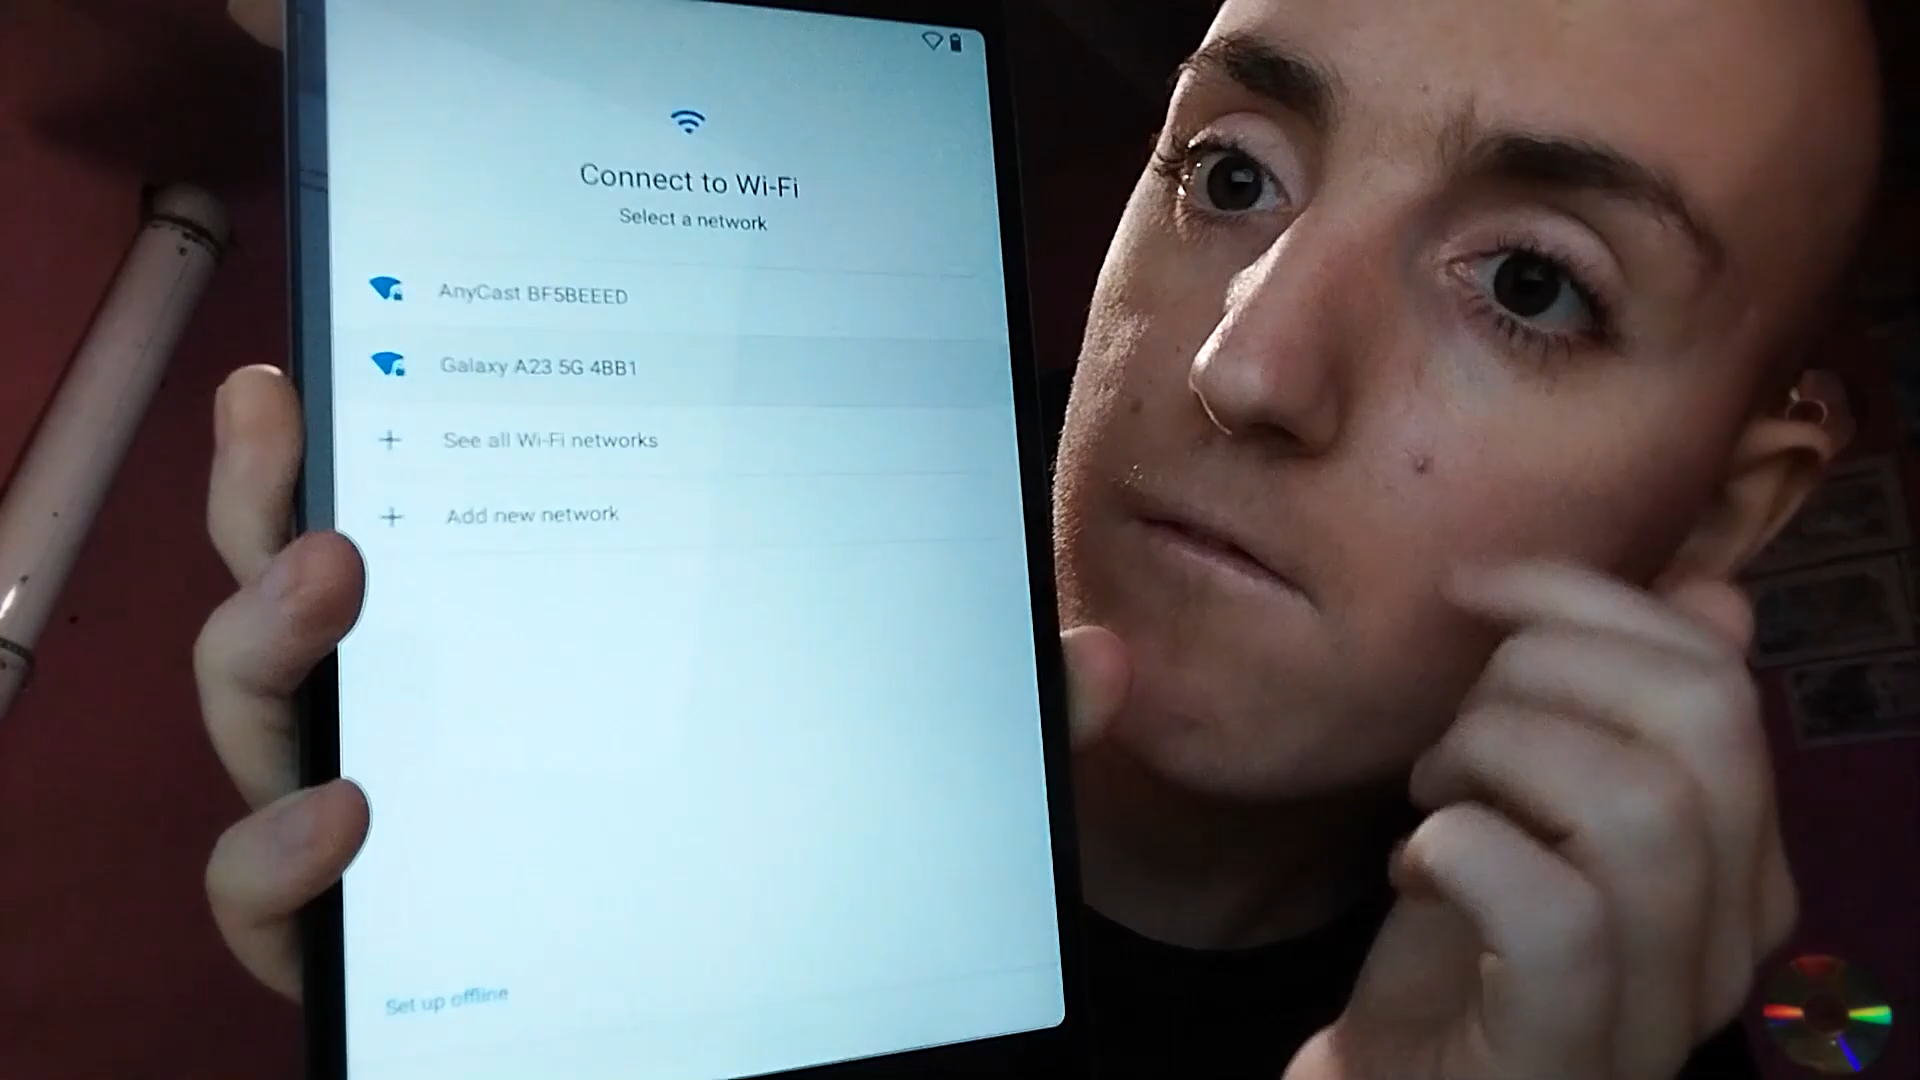 Connect to Wi-Fi
Select a network
AnyCast BF5BEEED
Galaxy A23 5G 4BB1
See all Wi-Fi networks
Add new network
Set up offline